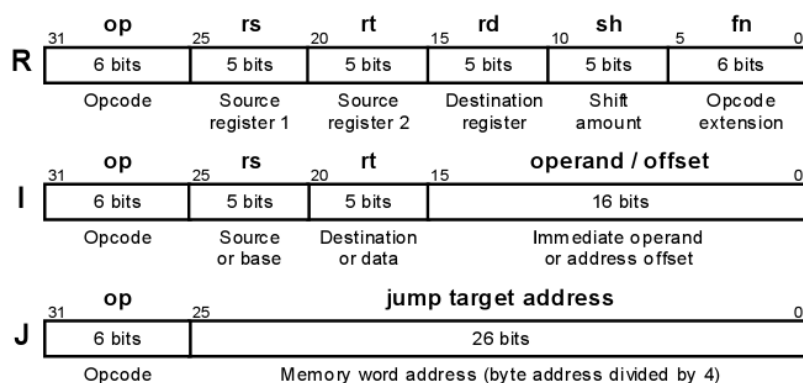 op rs rt rd sh fn
31 25 20 15 10 5 0
R 6 bits 5 bits 5 bits 5 bits 5 bits 6 bits
Opcode Source Source Destination Shift Opcode
register 1 register 2 register amount extension
op rs rt operand / offset
31 25 20 15 0
I 6 bits 5 bits 5 bits 16 bits
Opcode Source Destination Immediate operand
or base or data or address offset
op jump target address
31 25 0
J 6 bits 26 bits
Opcode Memory word address (byte address divided by 4)